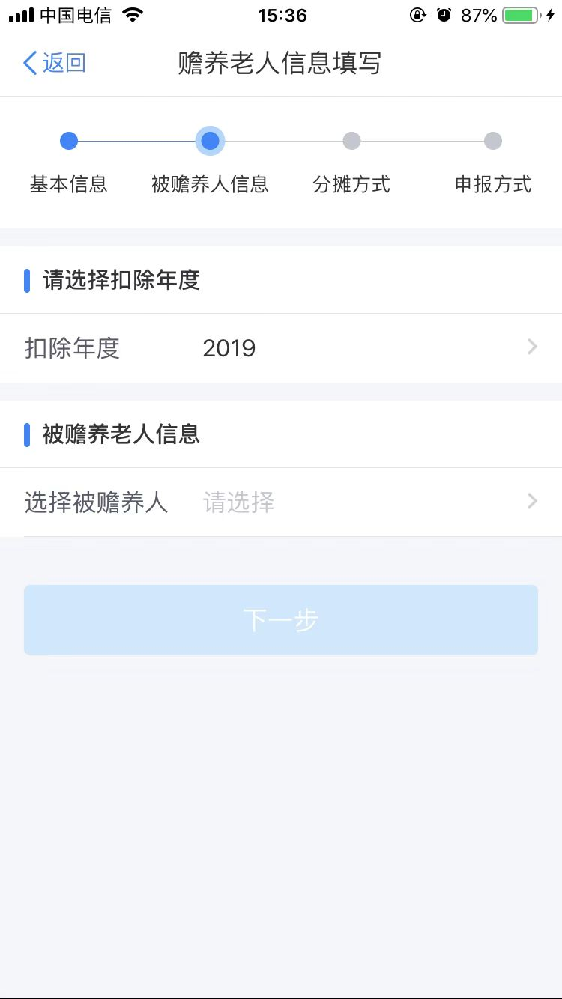 中国电信 15:36 87%
返回 赡养老人信息填写
基本信息 被赡养人信息 分摊方式 申报方式
请选择扣除年度
扣除年度 2019
被赡养老人信息
选择被赡养人 请选择
下一步